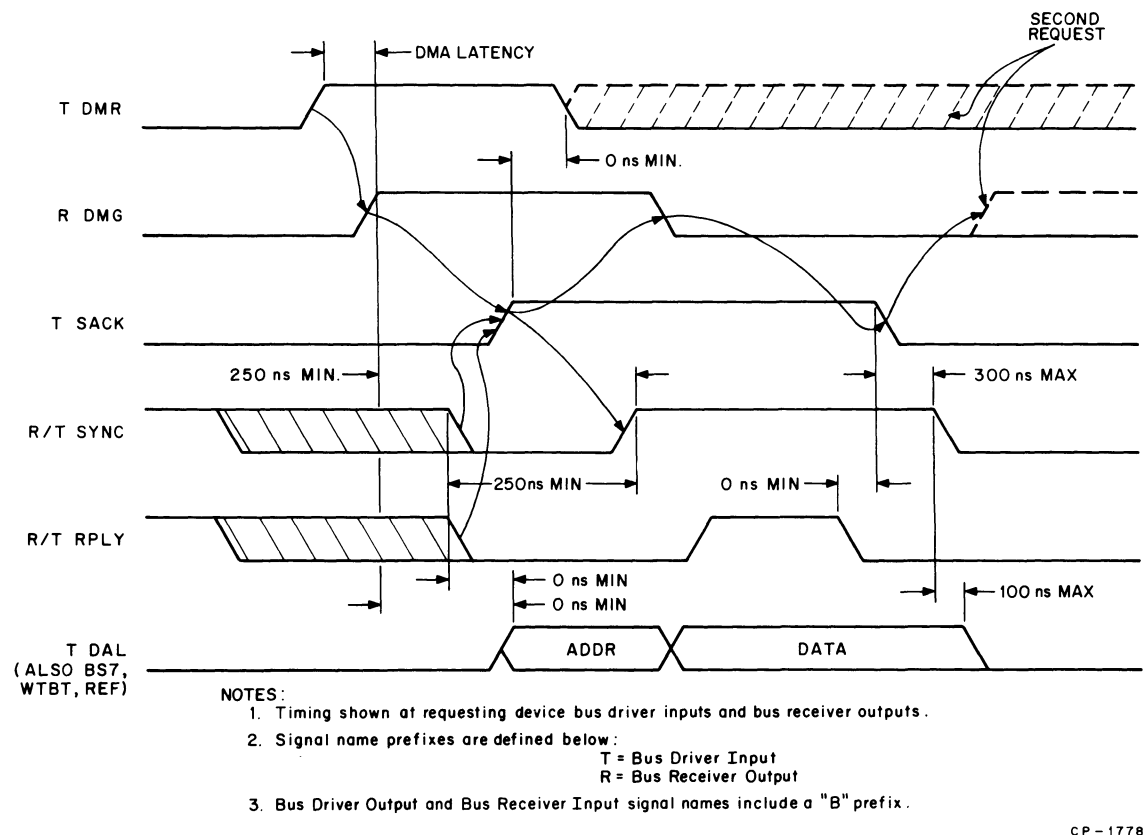 SECOND
REQUEST
DMA LATENCY
T DMR
0 ns MIN.
R DMG
T SACK
250 ns MIN.
300 ns MAX
R/T SYNC
250ns MIN
0 ns MIN
R/T RPLY
0 ns MIN
0 ns MIN
100 ns MAX
T DAL
(ALSO BS7,
WTBT, REF)
ADDR
DATA
NOTES:
1. Timing shown at requesting device bus driver inputs and bus receiver outputs.
2. Signal name prefixes are defined below:
T = Bus Driver Input
R = Bus Receiver Output
3. Bus Driver Output and Bus Receiver Input signal names include a "B" prefix.
CP-1778